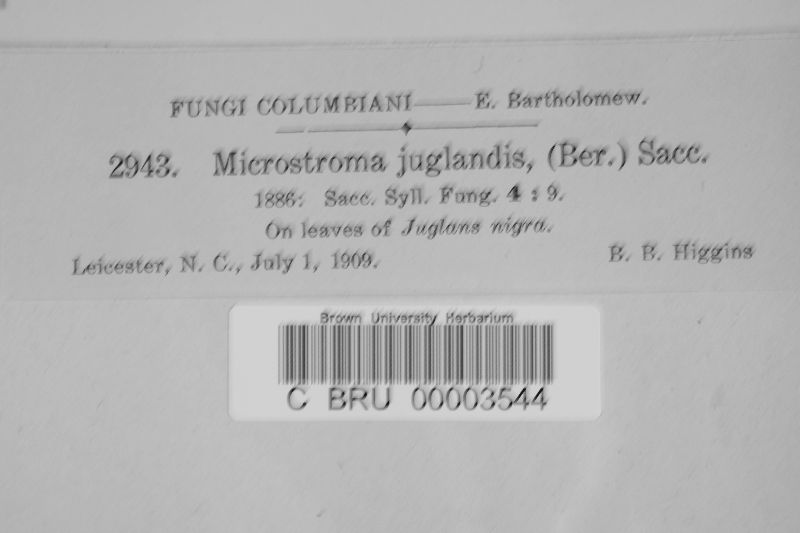 FUNGI COLUMBIANI—E. Bartholomew.
2943. Microstroma juglandis, (Ber.) Sacc.
1886: Sacc. Syll. Fung. 4 : 9.
On leaves of Juglans nigra.
Leicester, N. C., July 1, 1909. B. B. Higgins
Brown University Herbarium
C BRU 00003544